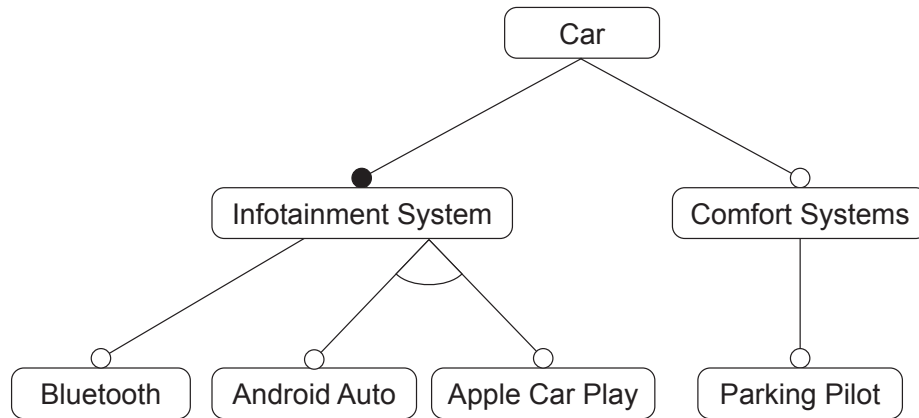 Car
Infotainment System
Comfort Systems
Bluetooth
Android Auto
Apple Car Play
Parking Pilot